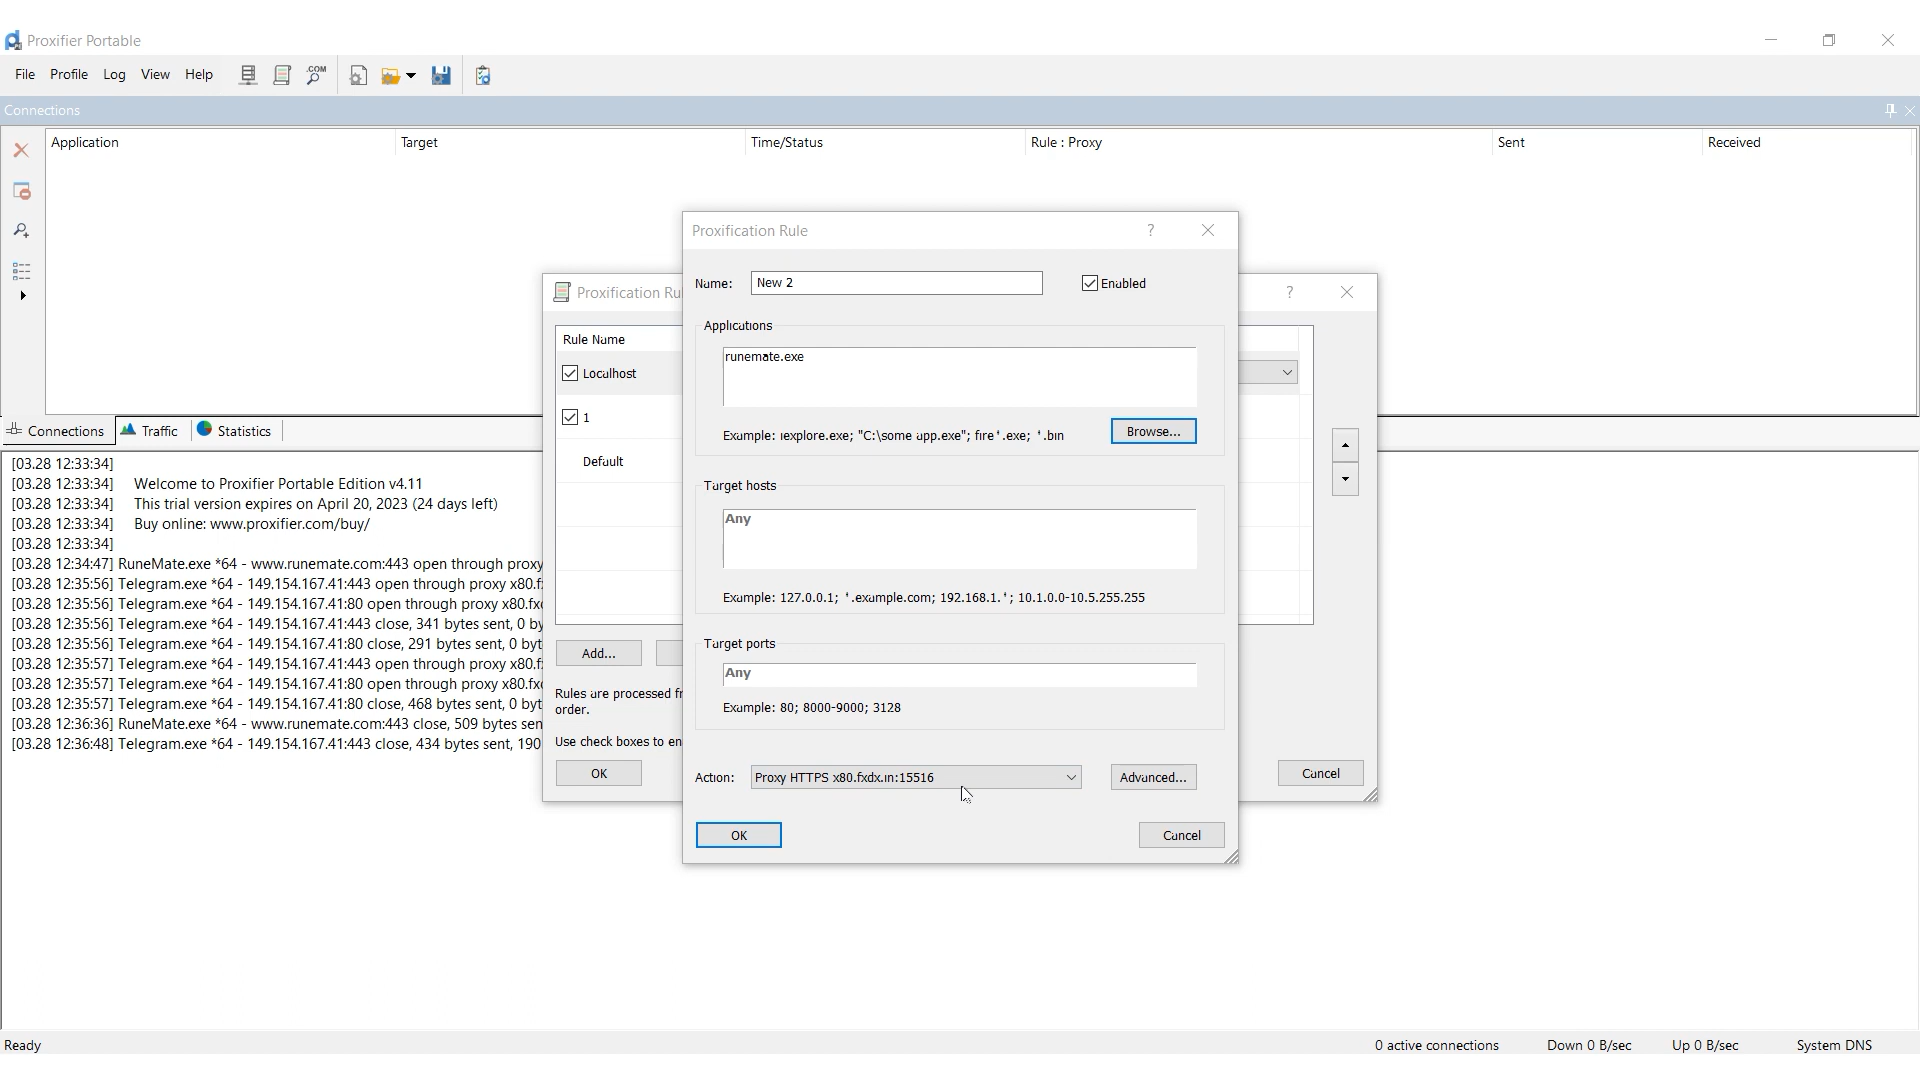 Proxifier Portable
File Profile Log View Help .COM
Connections
Application Target Time/Status Rule : Proxy Sent Received
Proxification Rule ?
Name: New 2 Enabled
Proxification Ru ?
Applications
Rule Name
runemate.exe
Localhost
1
Example: iexplore.exe; "C:\some app.exe"; fire*.exe; *.bin Browse...
Connections Traffic Statistics
Default
[03.28 12:33:34]
[03.28 12:33:34] Welcome to Proxifier Portable Edition v4.11
Target hosts
[03.28 12:33:34] This trial version expires on April 20, 2023 (24 days left)
Any
[03.28 12:33:34] Buy online: www.proxifier.com/buy/
[03.28 12:33:34]
[03.28 12:34:47] RuneMate.exe *64 - www.runemate.com:443 open through proxy
[03.28 12:35:56] Telegram.exe *64 - 149.154.167.41:443 open through proxy x80.f
Example: 127.0.0.1; *.example.com; 192.168.1.*; 10.1.0.0-10.5.255.255
[03.28 12:35:56] Telegram.exe *64 - 149.154.167.41:80 open through proxy x80.fx
[03.28 12:35:56] Telegram.exe *64 - 149.154.167.41:443 close, 341 bytes sent, 0 by
[03.28 12:35:56] Telegram.exe *64 - 149.154.167.41:80 close, 291 bytes sent, 0 byt
Target ports
Add...
[03.28 12:35:57] Telegram.exe *64 - 149.154.167.41:443 open through proxy x80.f
Any
[03.28 12:35:57] Telegram.exe *64 - 149.154.167.41:80 open through proxy x80.fx
Rules are processed fr
order.
[03.28 12:35:57] Telegram.exe *64 - 149.154.167.41:80 close, 468 bytes sent, 0 byt
Example: 80; 8000-9000; 3128
[03.28 12:36:36] RuneMate.exe *64 - www.runemate.com:443 close, 509 bytes sen
[03.28 12:36:48] Telegram.exe *64 - 149.154.167.41:443 close, 434 bytes sent, 190
Use check boxes to en
OK
Action: Proxy HTTPS x80.fxdx.in:15516 Advanced...
Cancel
OK Cancel
Ready 0 active connections Down 0 B/sec Up 0 B/sec System DNS